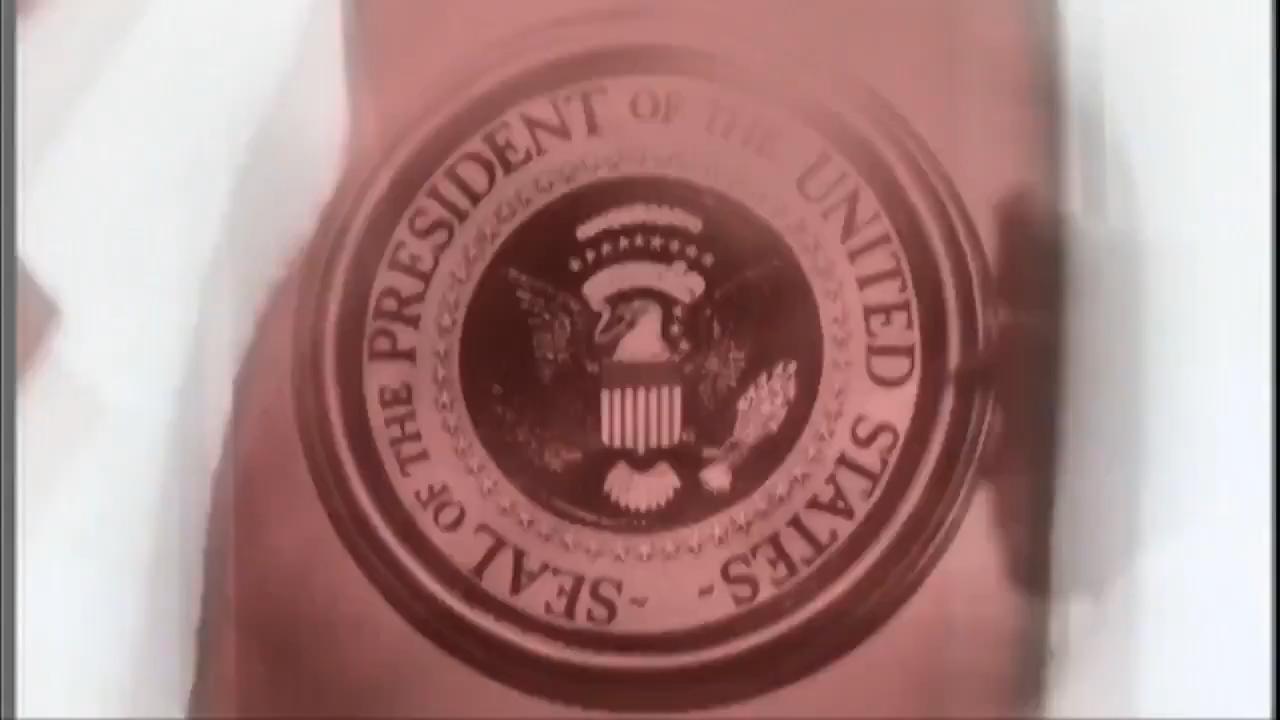 SEAL OF THE PRESIDENT OF THE UNITED STATES